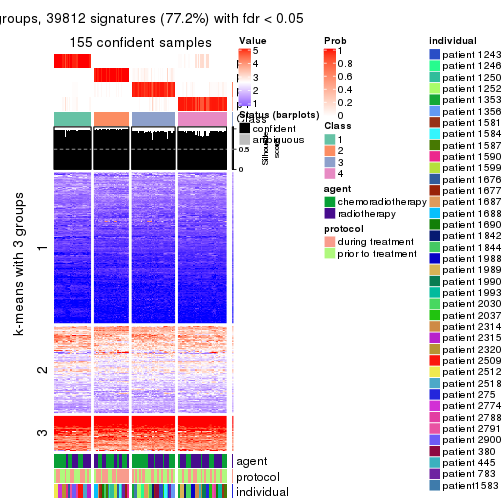 groups, 39812 signatures (77.2%) with fdr < 0.05
155 confident samples
k-means with 3 groups
1
2
3
Class
0.5
0
Silhouette
score
agent
protocol
individual
Value
5
4
3
2
1
Status (barplots)
confident
ambiguous
Prob
1
0.8
0.6
0.4
0.2
0
Class
1
2
3
4
agent
chemoradiotherapy
radiotherapy
protocol
during treatment
prior to treatment
individual
patient 1243
patient 1246
patient 1250
patient 1252
patient 1353
patient 1356
patient 1581
patient 1584
patient 1587
patient 1590
patient 1599
patient 1676
patient 1677
patient 1687
patient 1688
patient 1690
patient 1842
patient 1844
patient 1988
patient 1989
patient 1990
patient 1993
patient 2030
patient 2037
patient 2314
patient 2315
patient 2320
patient 2509
patient 2512
patient 2518
patient 275
patient 2774
patient 2788
patient 2791
patient 2900
patient 380
patient 445
patient 783
patient1583